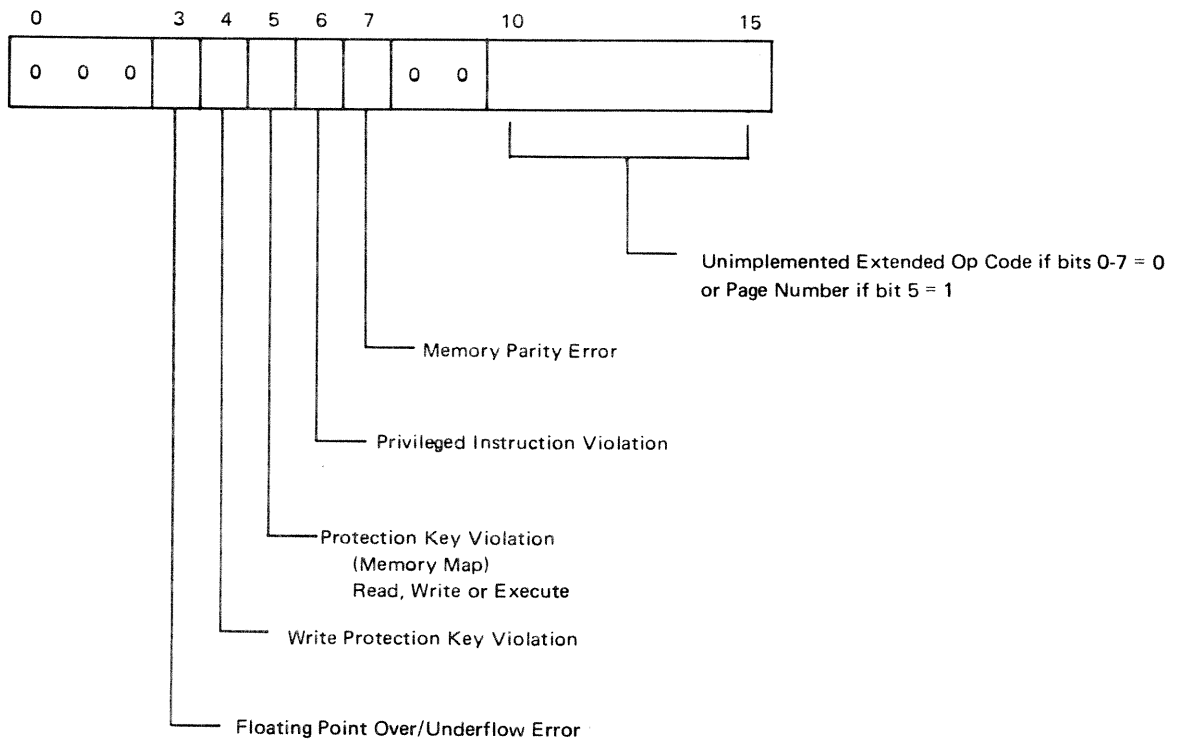 0 3 4 5 6 7 10 15
0 0 0 0 0
Unimplemented Extended Op Code if bits 0-7 = 0
or Page Number if bit 5 = 1
Memory Parity Error
Privileged Instruction Violation
Protection Key Violation
(Memory Map)
Read, Write or Execute
Write Protection Key Violation
Floating Point Over/Underflow Error